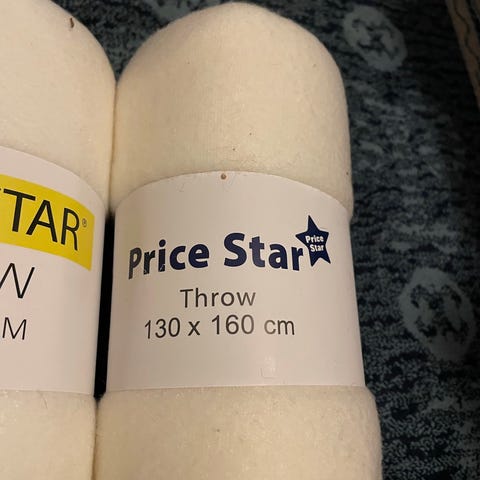 TAR®
W
M
Price Star
Price
Star
Throw
130 x 160 cm